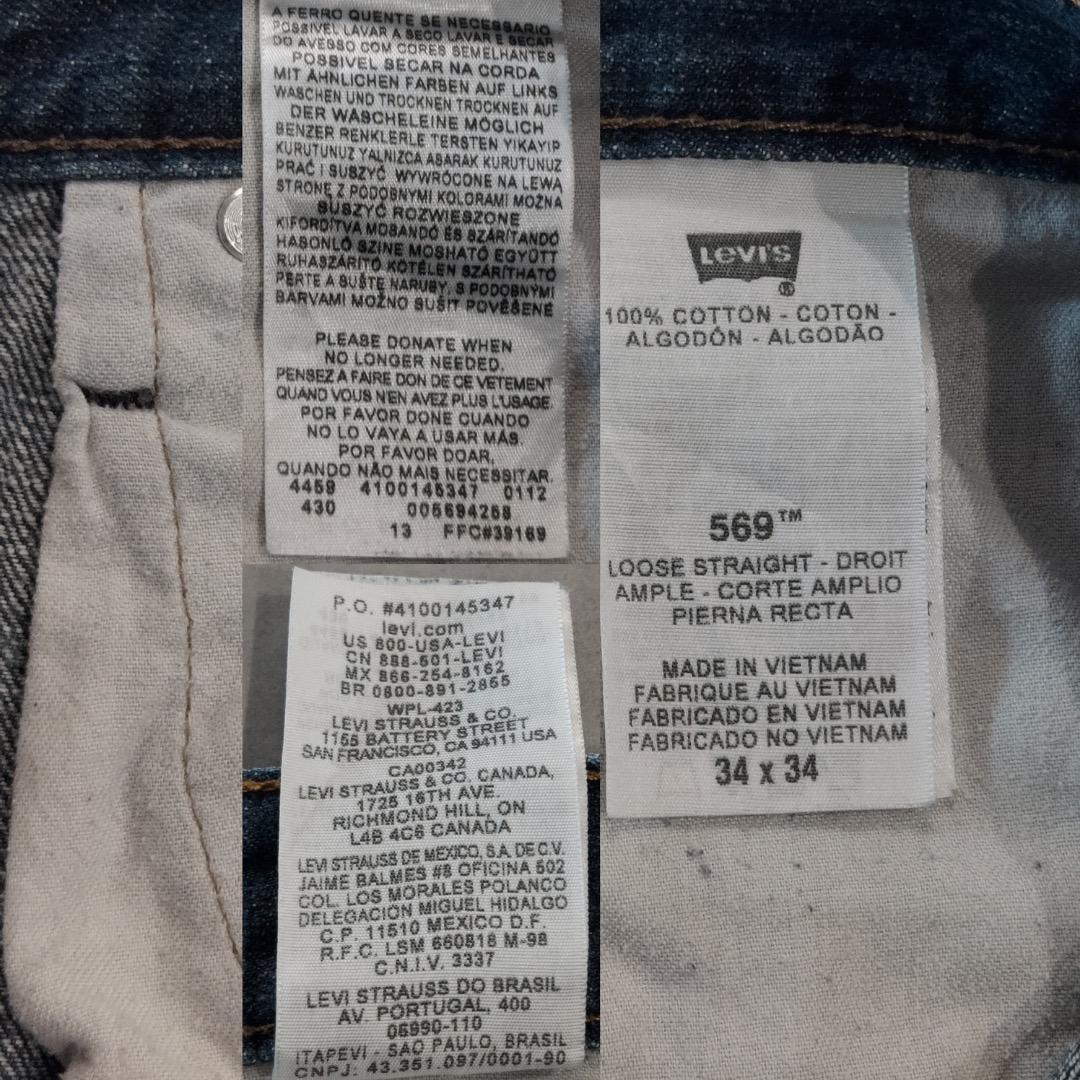 A FERRO QUENTE SE NECESSARIO
POSSIVEL LAVAR A SECO LAVAR E SECAR
DO AVESSO COM CORES SEMELHANTES
POSSIVEL SECAR NA CORDA
MIT ÄHNLICHEN FARBEN AUF LINKS
WASCHEN UND TROCKNEN TROCKNEN AUF
DER WASCHELEINE MÖGLICH
BENZER RENKLERLE TERSTEN YIKAYIP
KURUTUNUZ YALNIZCA ASARAK KURUTUNUZ
PRAĆ I SUSZYĆ WYWRÓCONE NA LEWĄ
STRONĘ Z PODOBNYMI KOLORAMI MOŻNA
SUSZYĆ ROZWIESZONE
KIFORDÍTVA MOSANDÓ ÉS SZÁRÍTANDÓ
HASONLÓ SZINE MOSHATÓ EGYÜTT
RUHASZÁRÍTÓ KÖTÉLEN SZÁRÍTHATÓ
PERTE A SUŠTE NARUBY, S PODOBNYMI
BARVAMI MOŽNO SUŠIT POVĚŠENÉ
PLEASE DONATE WHEN
NO LONGER NEEDED.
PENSEZ A FAIRE DON DE CE VETEMENT
QUAND VOUS N'EN AVEZ PLUS L'USAGE.
POR FAVOR DONE CUANDO
NO LO VAYA A USAR MÁS.
POR FAVOR DOAR,
QUANDO NÃO MAIS NECESSITAR.
4459 4100145347 0112
430 005694268
13 FFC#39169
P.O. #4100145347
levi.com
US 800-USA-LEVI
CN 888-501-LEVI
MX 866-254-8162
BR 0800-891-2855
WPL-423
LEVI STRAUSS & CO.
1155 BATTERY STREET
SAN FRANCISCO, CA 94111 USA
CA00342
LEVI STRAUSS & CO. CANADA,
1725 16TH AVE.
RICHMOND HILL, ON
L4B 4C6 CANADA
LEVI STRAUSS DE MEXICO, S.A. DE C.V.
JAIME BALMES #8 OFICINA 502
COL. LOS MORALES POLANCO
DELEGACIÓN MIGUEL HIDALGO
C.P. 11510 MEXICO D.F.
R.F.C. LSM 660818 M-98
C.N.I.V. 3337
LEVI STRAUSS DO BRASIL
AV. PORTUGAL, 400
06690-110
ITAPEVI - SAO PAULO, BRASIL
CNPJ: 43.351.097/0001-90
LEVI'S
®
100% COTTON - COTON -
ALGODÓN - ALGODÃO
569™
LOOSE STRAIGHT - DROIT
AMPLE - CORTE AMPLIO
PIERNA RECTA
MADE IN VIETNAM
FABRIQUE AU VIETNAM
FABRICADO EN VIETNAM
FABRICADO NO VIETNAM
34 x 34